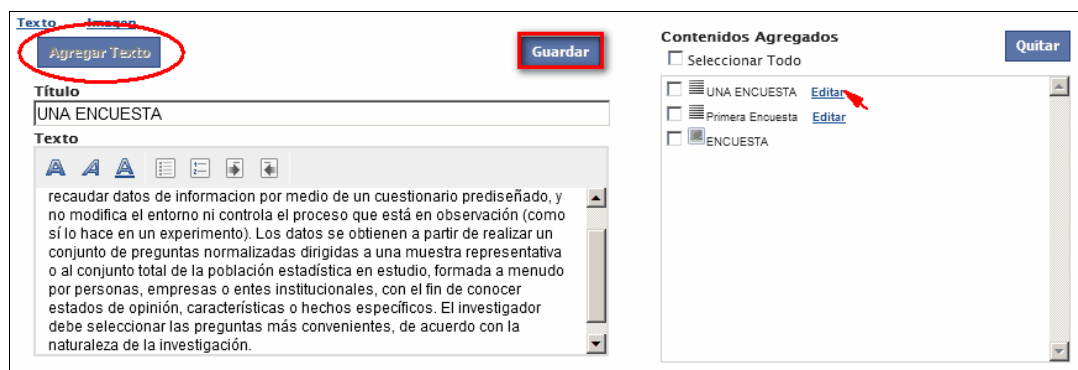 Texto Imagen
Agregar Texto
Guardar
Título
UNA ENCUESTA
Texto
A A A
recaudar datos de informacion por medio de un cuestionario prediseñado, y
no modifica el entorno ni controla el proceso que está en observación (como
sí lo hace en un experimento). Los datos se obtienen a partir de realizar un
conjunto de preguntas normalizadas dirigidas a una muestra representativa
o al conjunto total de la población estadística en estudio, formada a menudo
por personas, empresas o entes institucionales, con el fin de conocer
estados de opinión, características o hechos específicos. El investigador
debe seleccionar las preguntas más convenientes, de acuerdo con la
naturaleza de la investigación.
Contenidos Agregados
Quitar
Seleccionar Todo
UNA ENCUESTA Editar
Primera Encuesta Editar
ENCUESTA